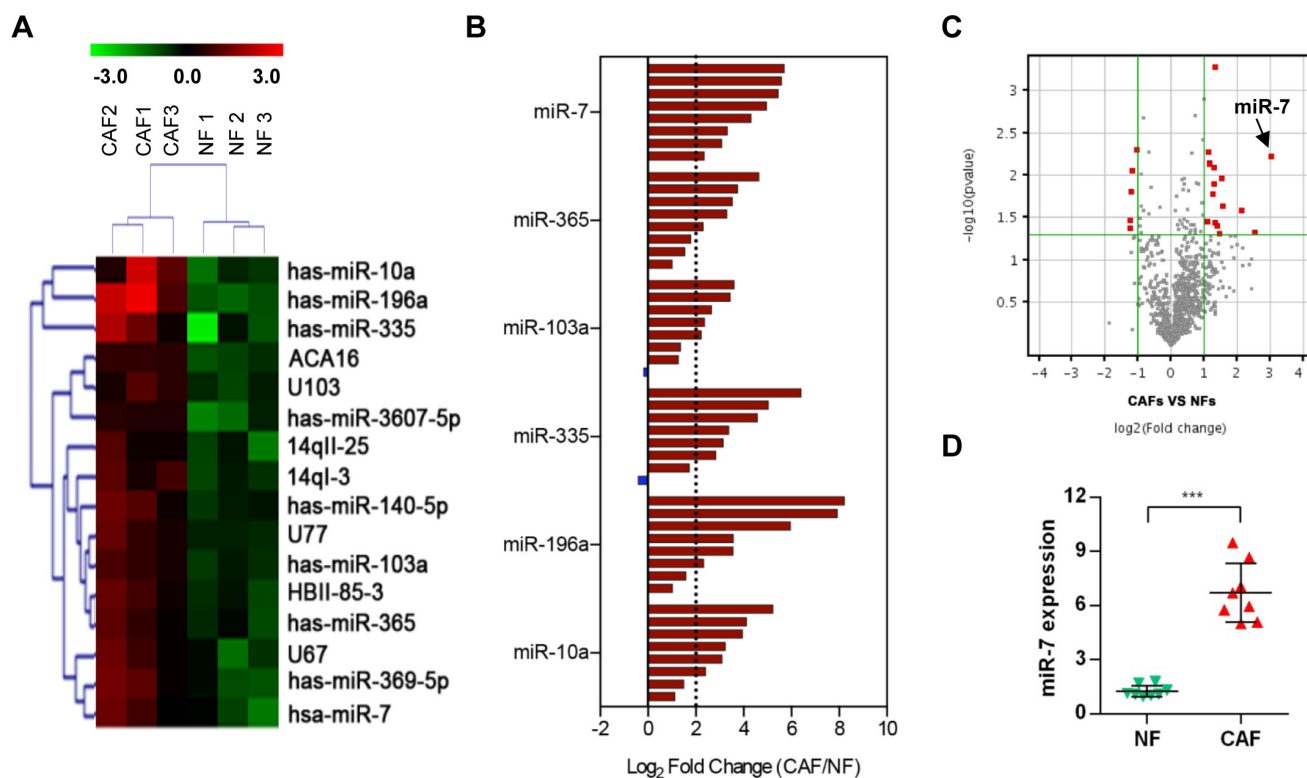 A
-3.0 0.0 3.0
CAF2 CAF1 CAF3 NF 1 NF 2 NF 3
has-miR-10a
has-miR-196a
has-miR-335
ACA16
U103
has-miR-3607-5p
14qII-25
14qI-3
has-miR-140-5p
U77
has-miR-103a
HBII-85-3
has-miR-365
U67
has-miR-369-5p
hsa-miR-7
B
miR-7
miR-365
miR-103a
miR-335
miR-196a
miR-10a
-2 0 2 4 6 8 10
Log2 Fold Change (CAF/NF)
C
3
2.5
2
1.5
1
0.5
-log10(pvalue)
miR-7
-4 -3 -2 -1 0 1 2 3 4
CAFs VS NFs
log2(Fold change)
D
12
9
6
3
0
miR-7 expression
***
NF CAF